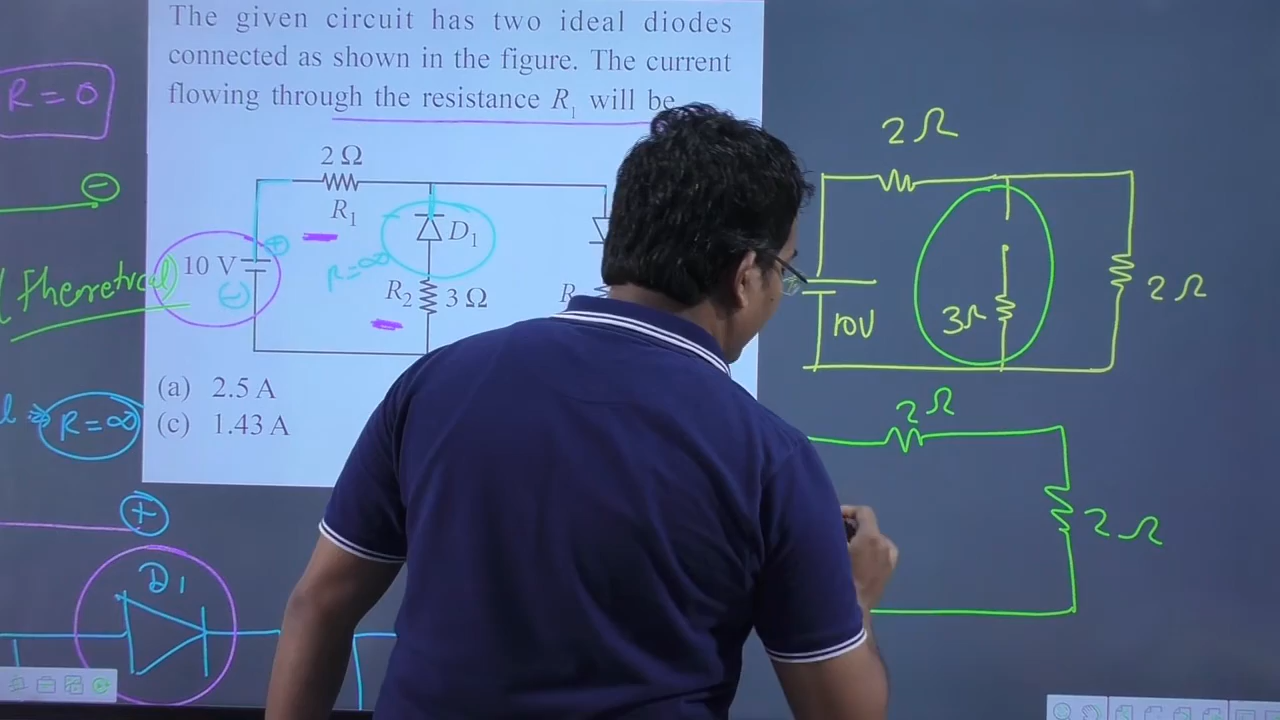 The given circuit has two ideal diodes
connected as shown in the figure. The current
flowing through the resistance R₁ will be
R = 0
2 Ω
R₁
⊖
D₁
R = ∞
10 V
⊕
⊖
R₂
3 Ω
R
(Theoretical)
(a) 2.5 A
(c) 1.43 A
R = ∞
⊕
D₁
2 Ω
10V
3Ω
2 Ω
2 Ω
2 Ω